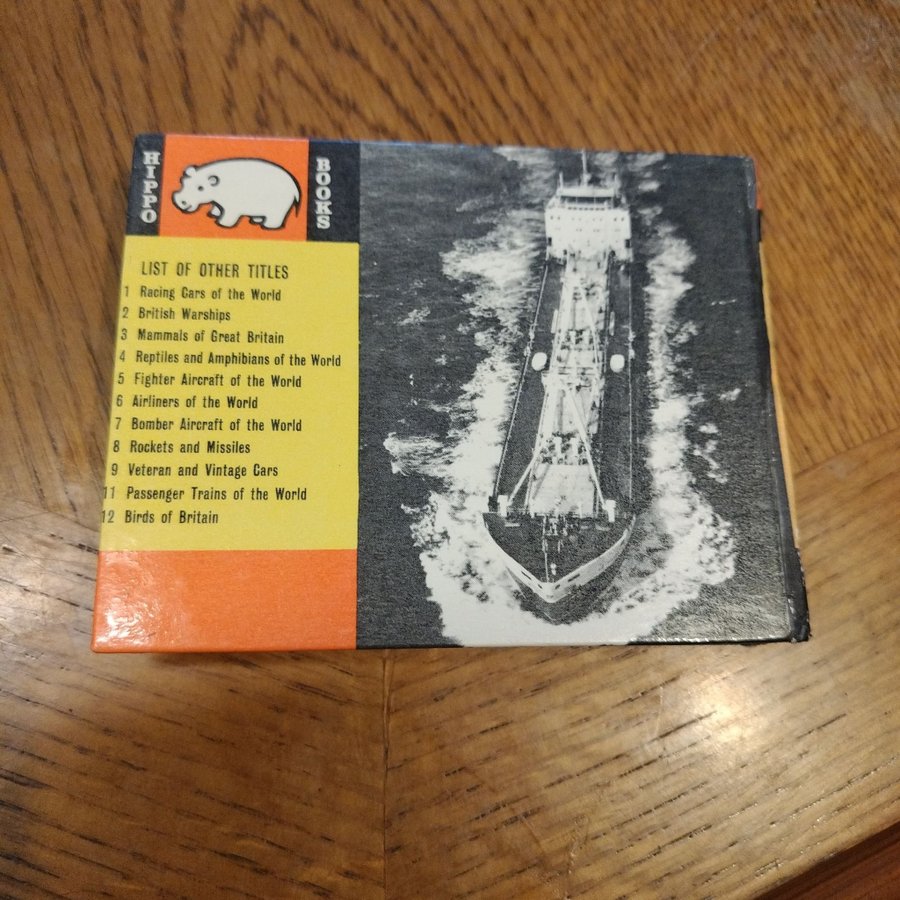 HIPPO
BOOKS
LIST OF OTHER TITLES
1 Racing Cars of the World
2 British Warships
3 Mammals of Great Britain
4 Reptiles and Amphibians of the World
5 Fighter Aircraft of the World
6 Airliners of the World
7 Bomber Aircraft of the World
8 Rockets and Missiles
9 Veteran and Vintage Cars
11 Passenger Trains of the World
12 Birds of Britain